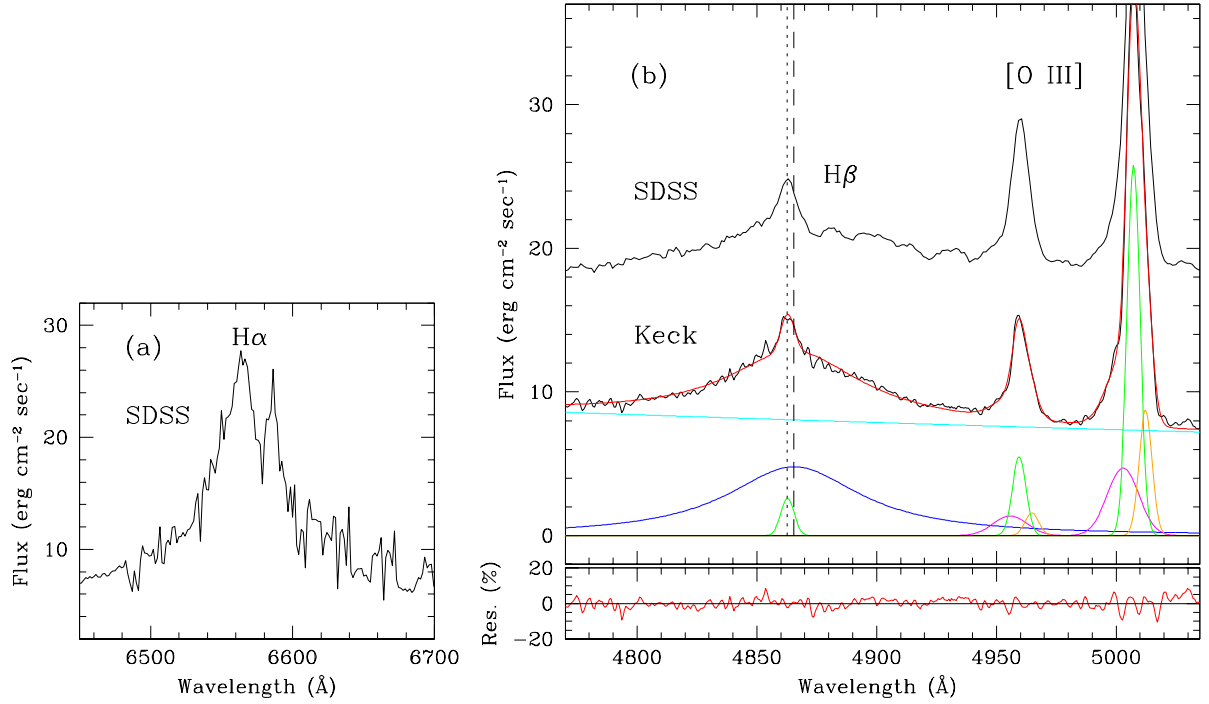 (a)
Hα
SDSS
30
20
10
Flux (erg cm⁻² sec⁻¹)
6500
6600
6700
Wavelength (Å)
(b)
[O III]
Hβ
SDSS
Keck
30
20
10
0
Flux (erg cm⁻² sec⁻¹)
20
0
−20
Res. (%)
4800
4850
4900
4950
5000
Wavelength (Å)